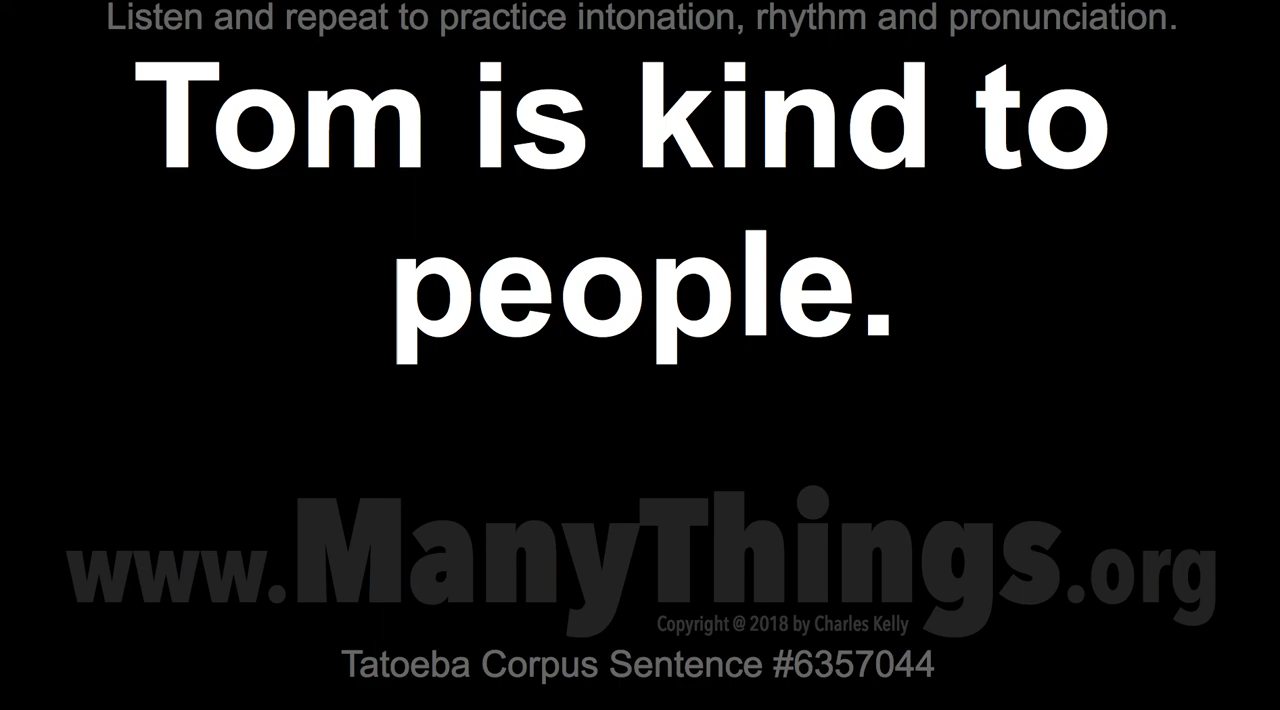 Listen and repeat to practice intonation, rhythm and pronunciation.
Tom is kind to
people.
www.ManyThings.org
Copyright @ 2018 by Charles Kelly
Tatoeba Corpus Sentence #6357044